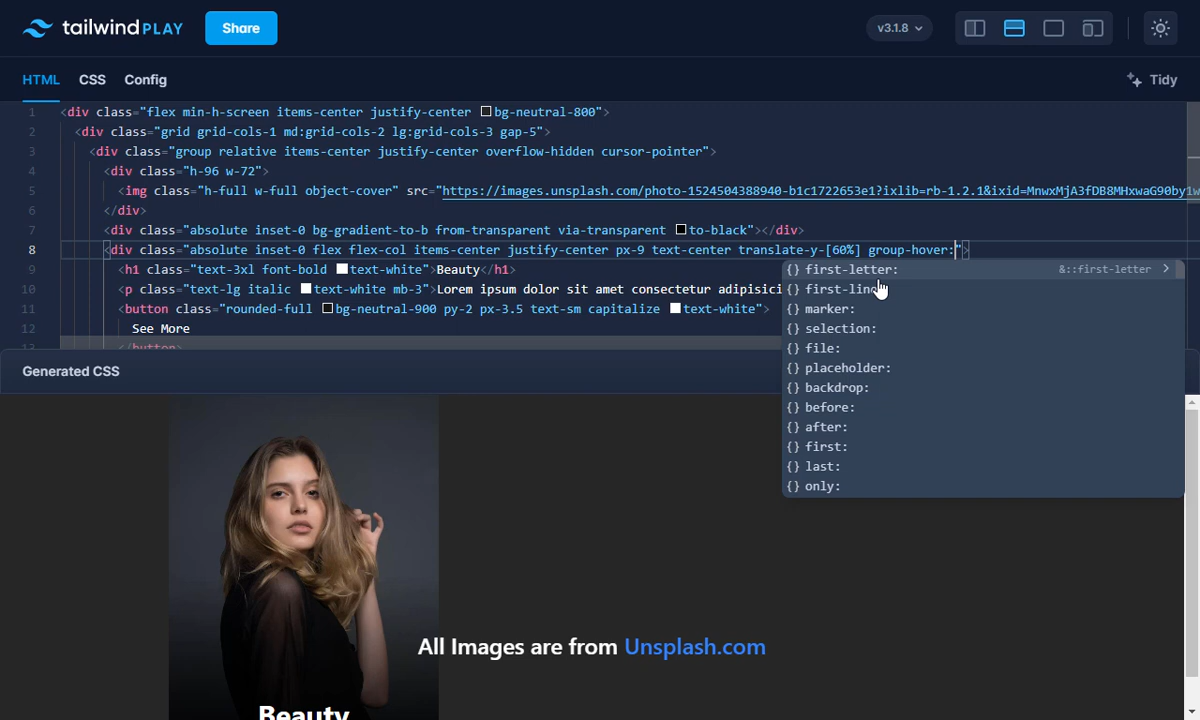 tailwind PLAY
Share
v3.1.8
HTML
CSS
Config
Tidy
1 <div class="flex min-h-screen items-center justify-center bg-neutral-800">
2 <div class="grid grid-cols-1 md:grid-cols-2 lg:grid-cols-3 gap-5">
3 <div class="group relative items-center justify-center overflow-hidden cursor-pointer">
4 <div class="h-96 w-72">
5 <img class="h-full w-full object-cover" src="https://images.unsplash.com/photo-1524504388940-b1c1722653e1?ixlib=rb-1.2.1&ixid=MnwxMjA3fDB8MHxwaG90by1w
6 </div>
7 <div class="absolute inset-0 bg-gradient-to-b from-transparent via-transparent to-black"></div>
8 <div class="absolute inset-0 flex flex-col items-center justify-center px-9 text-center translate-y-[60%] group-hover:">
9 <h1 class="text-3xl font-bold text-white">Beauty</h1>
10 <p class="text-lg italic text-white mb-3">Lorem ipsum dolor sit amet consectetur adipisici
11 <button class="rounded-full bg-neutral-900 py-2 px-3.5 text-sm capitalize text-white">
12 See More
13 </button>
{} first-letter: &::first-letter
{}
{} marker:
{} selection:
{} file:
{} placeholder:
{} backdrop:
{} before:
{} after:
{} first:
{} last:
{} only:
Generated CSS
All Images are from Unsplash.com
Beauty